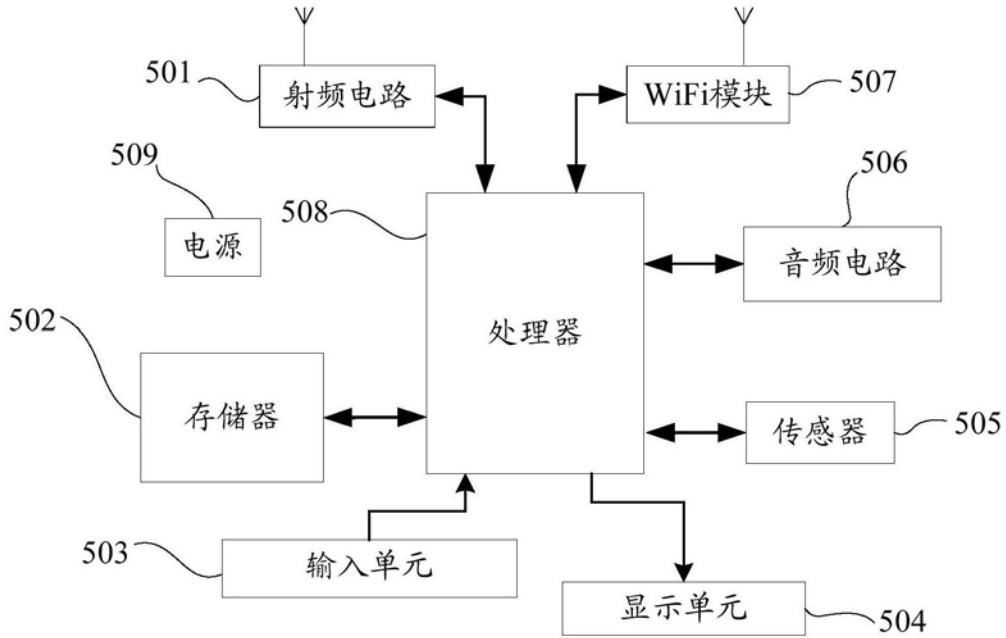 501
射频电路
WiFi模块
507
509
电源
508
506
音频电路
502
存储器
处理器
传感器
505
503
输入单元
显示单元
504